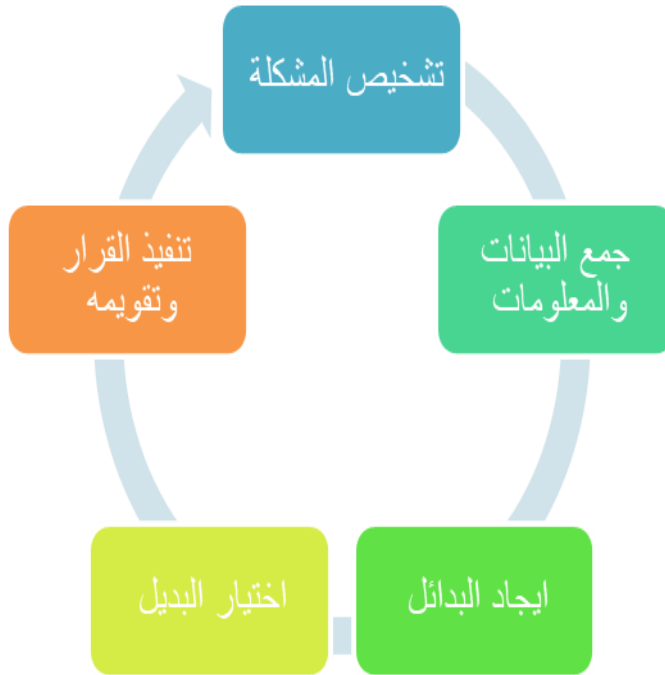 تشخيص المشكلة
جمع البيانات
والمعلومات
ايجاد البدائل
اختيار البديل
تنفيذ القرار
وتقويمه